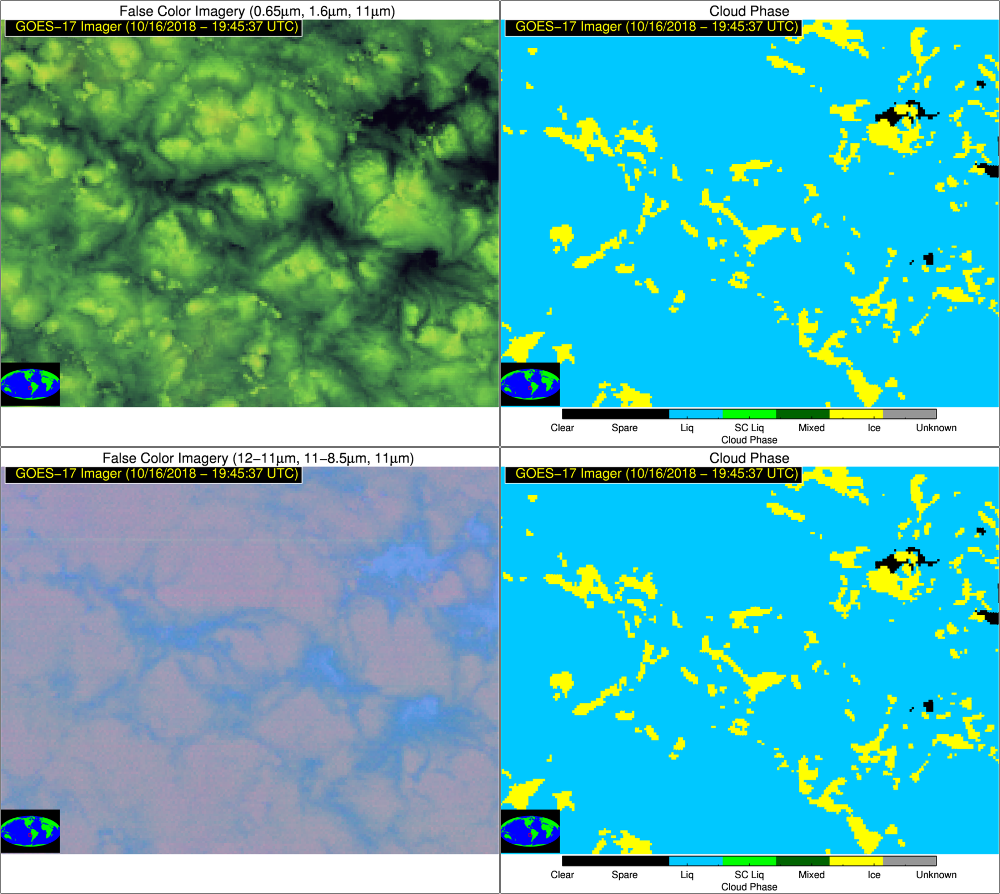 False Color Imagery (0.65μm, 1.6μm, 11μm)
GOES−17 Imager (10/16/2018 − 19:45:37 UTC)
Cloud Phase
GOES−17 Imager (10/16/2018 − 19:45:37 UTC)
Clear Spare Liq SC Liq Mixed Ice Unknown
Cloud Phase
False Color Imagery (12−11μm, 11−8.5μm, 11μm)
GOES−17 Imager (10/16/2018 − 19:45:37 UTC)
Cloud Phase
GOES−17 Imager (10/16/2018 − 19:45:37 UTC)
Clear Spare Liq SC Liq Mixed Ice Unknown
Cloud Phase